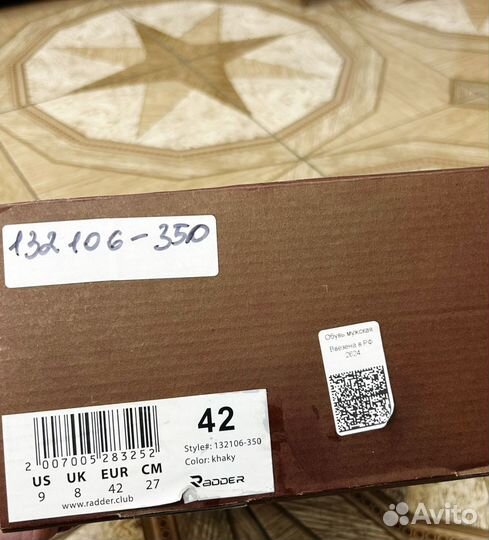 132106-350
Обувь мужская
Ввезена в РФ
2624
42
Style#: 132106-350
Color: khaky
RADDER
2 007005 283252
US UK EUR CM
9 8 42 27
www.radder.club
Avito